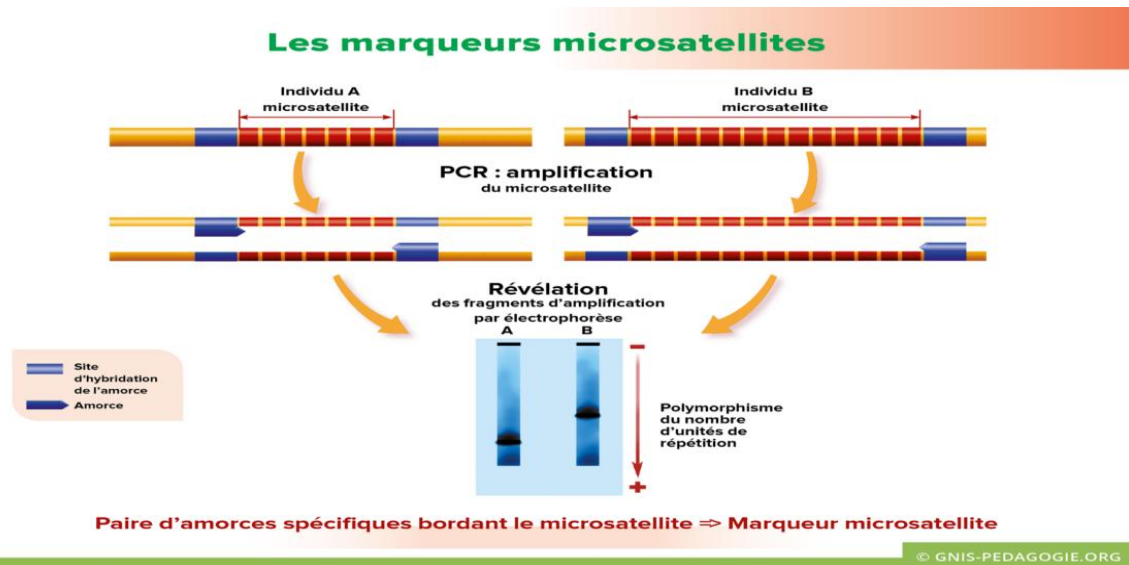 Les marqueurs microsatellites
Individu A
microsatellite
Individu B
microsatellite
PCR : amplification
du microsatellite
Révélation
des fragments d'amplification
par électrophorèse
A
B
−
Site
d'hybridation
de l'amorce
Amorce
Polymorphisme
du nombre
d'unités de
répétition
+
Paire d'amorces spécifiques bordant le microsatellite ⇒ Marqueur microsatellite
© GNIS-PEDAGOGIE.ORG